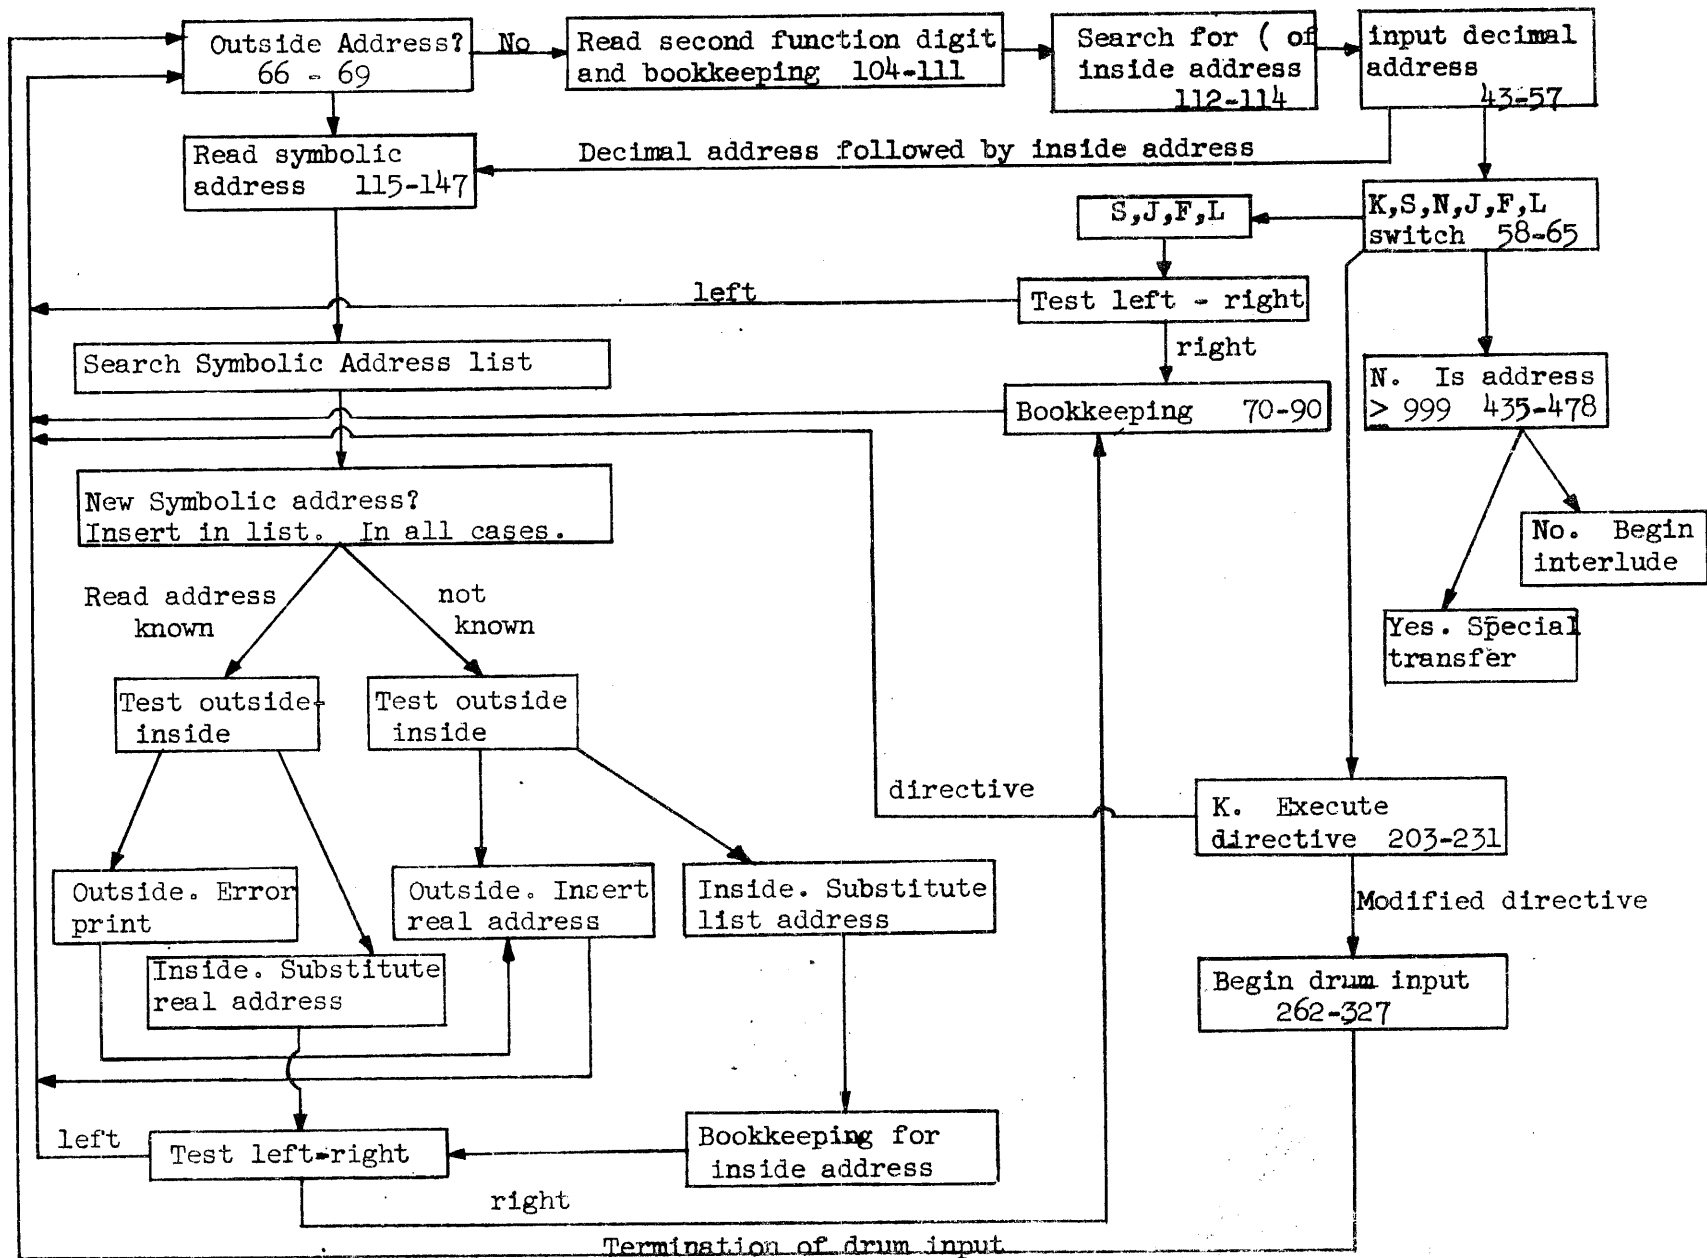 Outside Address?
66 - 69
No
Read second function digit
and bookkeeping 104-111
Search for ( of
inside address
112-114
input decimal
address
43-57
Read symbolic
address 115-147
Decimal address followed by inside address
S,J,F,L
K,S,N,J,F,L
switch 58-65
left
Test left - right
right
Search Symbolic Address list
Bookkeeping 70-90
N. Is address
≥ 999 435-478
New Symbolic address?
Insert in list. In all cases.
No. Begin
interlude
Read address
known
not
known
Yes. Special
transfer
Test outside-
inside
Test outside
inside
directive
K. Execute
directive 203-231
Outside. Error
print
Outside. Insert
real address
Inside. Substitute
list address
Modified directive
Inside. Substitute
real address
Begin drum input
262-327
left
Test left-right
Bookkeeping for
inside address
right
Termination of drum input